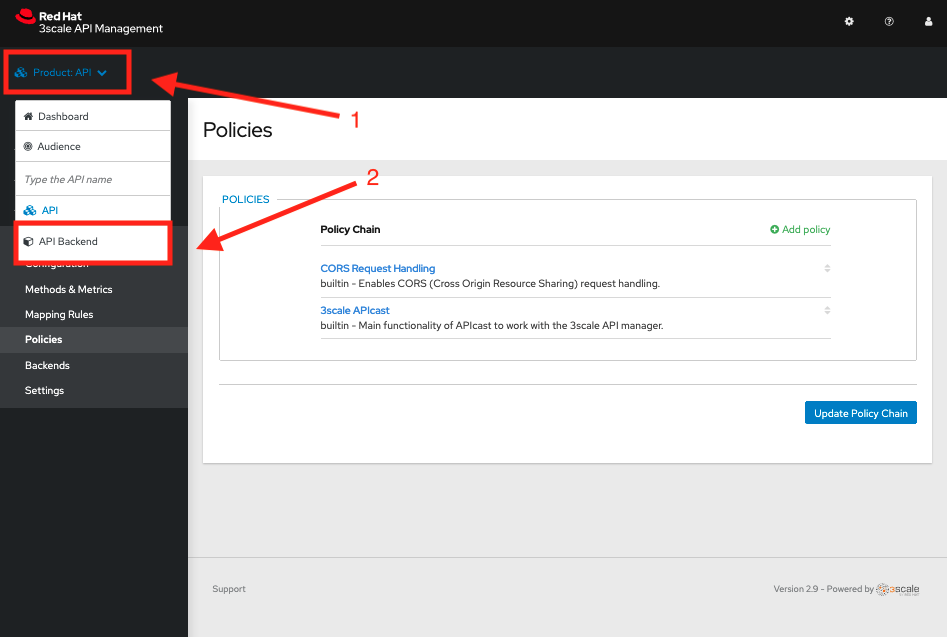 Red Hat
3scale API Management
Product: API
1
Dashboard
Audience
Type the API name
API
API Backend
Configuration
Methods & Metrics
Mapping Rules
Policies
Backends
Settings
Policies
2
POLICIES
Policy Chain
Add policy
CORS Request Handling
builtin - Enables CORS (Cross Origin Resource Sharing) request handling.
3scale APIcast
builtin - Main functionality of APIcast to work with the 3scale API manager.
Update Policy Chain
Support
Version 2.9 - Powered by 3scale